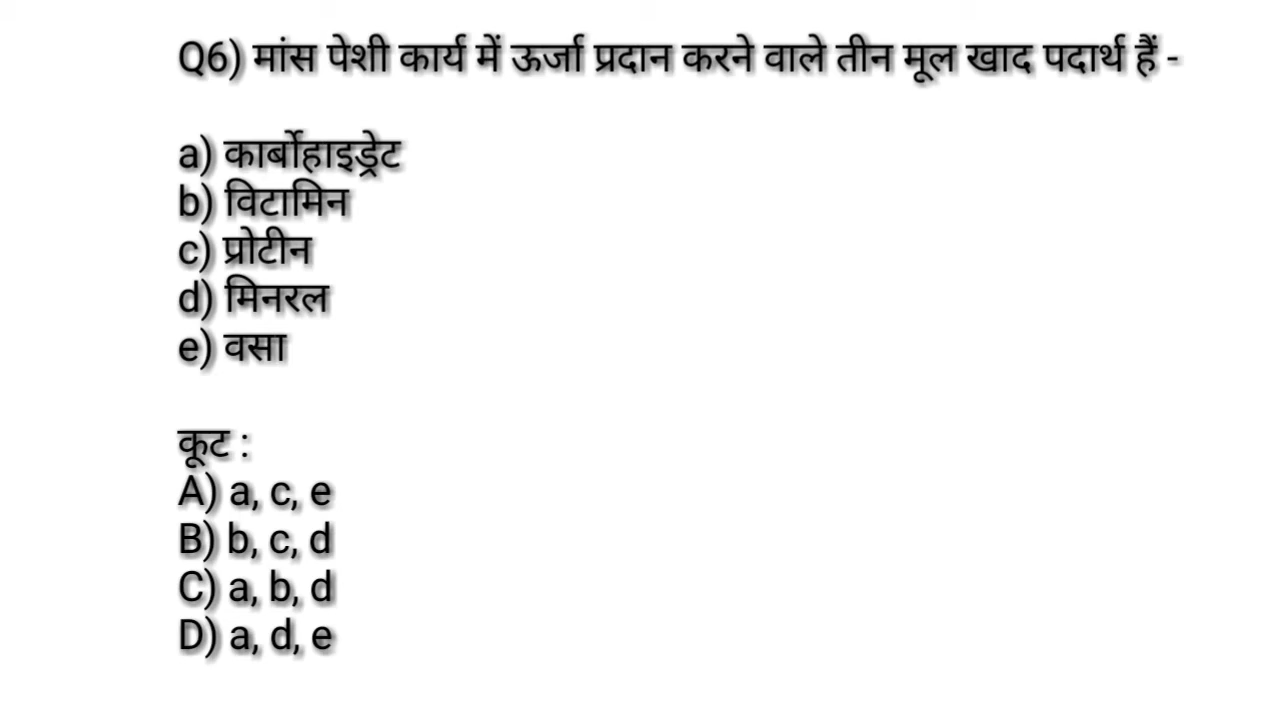 Q6) मांस पेशी कार्य में ऊर्जा प्रदान करने वाले तीन मूल खाद पदार्थ हैं -
a) कार्बोहाइड्रेट
b) विटामिन
c) प्रोटीन
d) मिनरल
e) वसा
कूट :
A) a, c, e
B) b, c, d
C) a, b, d
D) a, d, e